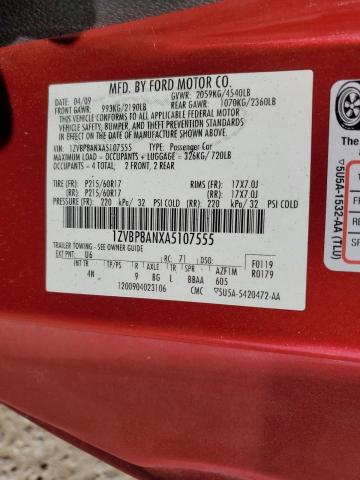 MFD. BY FORD MOTOR CO.
04/09
GVWR: 2059KG/4540LB
FRONT GAWR: 993KG/2190LB
REAR GAWR: 1070KG/2360LB
THIS VEHICLE CONFORMS TO ALL APPLICABLE FEDERAL MOTOR
VEHICLE SAFETY, BUMPER, AND THEFT PREVENTION STANDARDS
IN EFFECT ON THE DATE OF MANUFACTURE SHOWN ABOVE.
VIN: 1ZVBP8ANXA5107555 TYPE: Passenger Car
MAXIMUM LOAD = OCCUPANTS + LUGGAGE = 326KG/720LB
OCCUPANTS = 4 TOTAL: 2 FRONT, 2 REAR
TIRE (FR) P215/60R17 RIMS (FR) 17X7.0J
(RR) P215/60R17 (RR) 17X7.0J
PRESSURE: (FR) 220 kPa/ 32 PSI COLD (RR) 220 kPa/ 32 PSI COLD
1ZVBP8ANXA5107555
TRAILER TOWING - SEE OWNER GUIDE
EXT PNT: U6 RC: 71 DSO:
F0119
R0179
INT TR TP/PS R AXLE TR SPR
4N 9 BG L BBAA
AZF1M
605
1200904023106
CMC 5U5A-5420472-AA
The
5U5A-1532-AA (TLU)